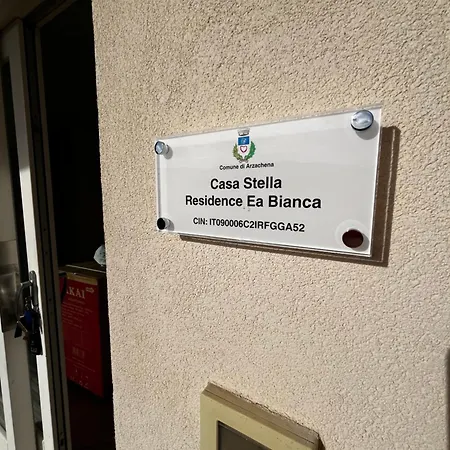 Comune di Arzachena
Casa Stella
Residence Ea Bianca
CIN: IT090006C2IRFGGA52